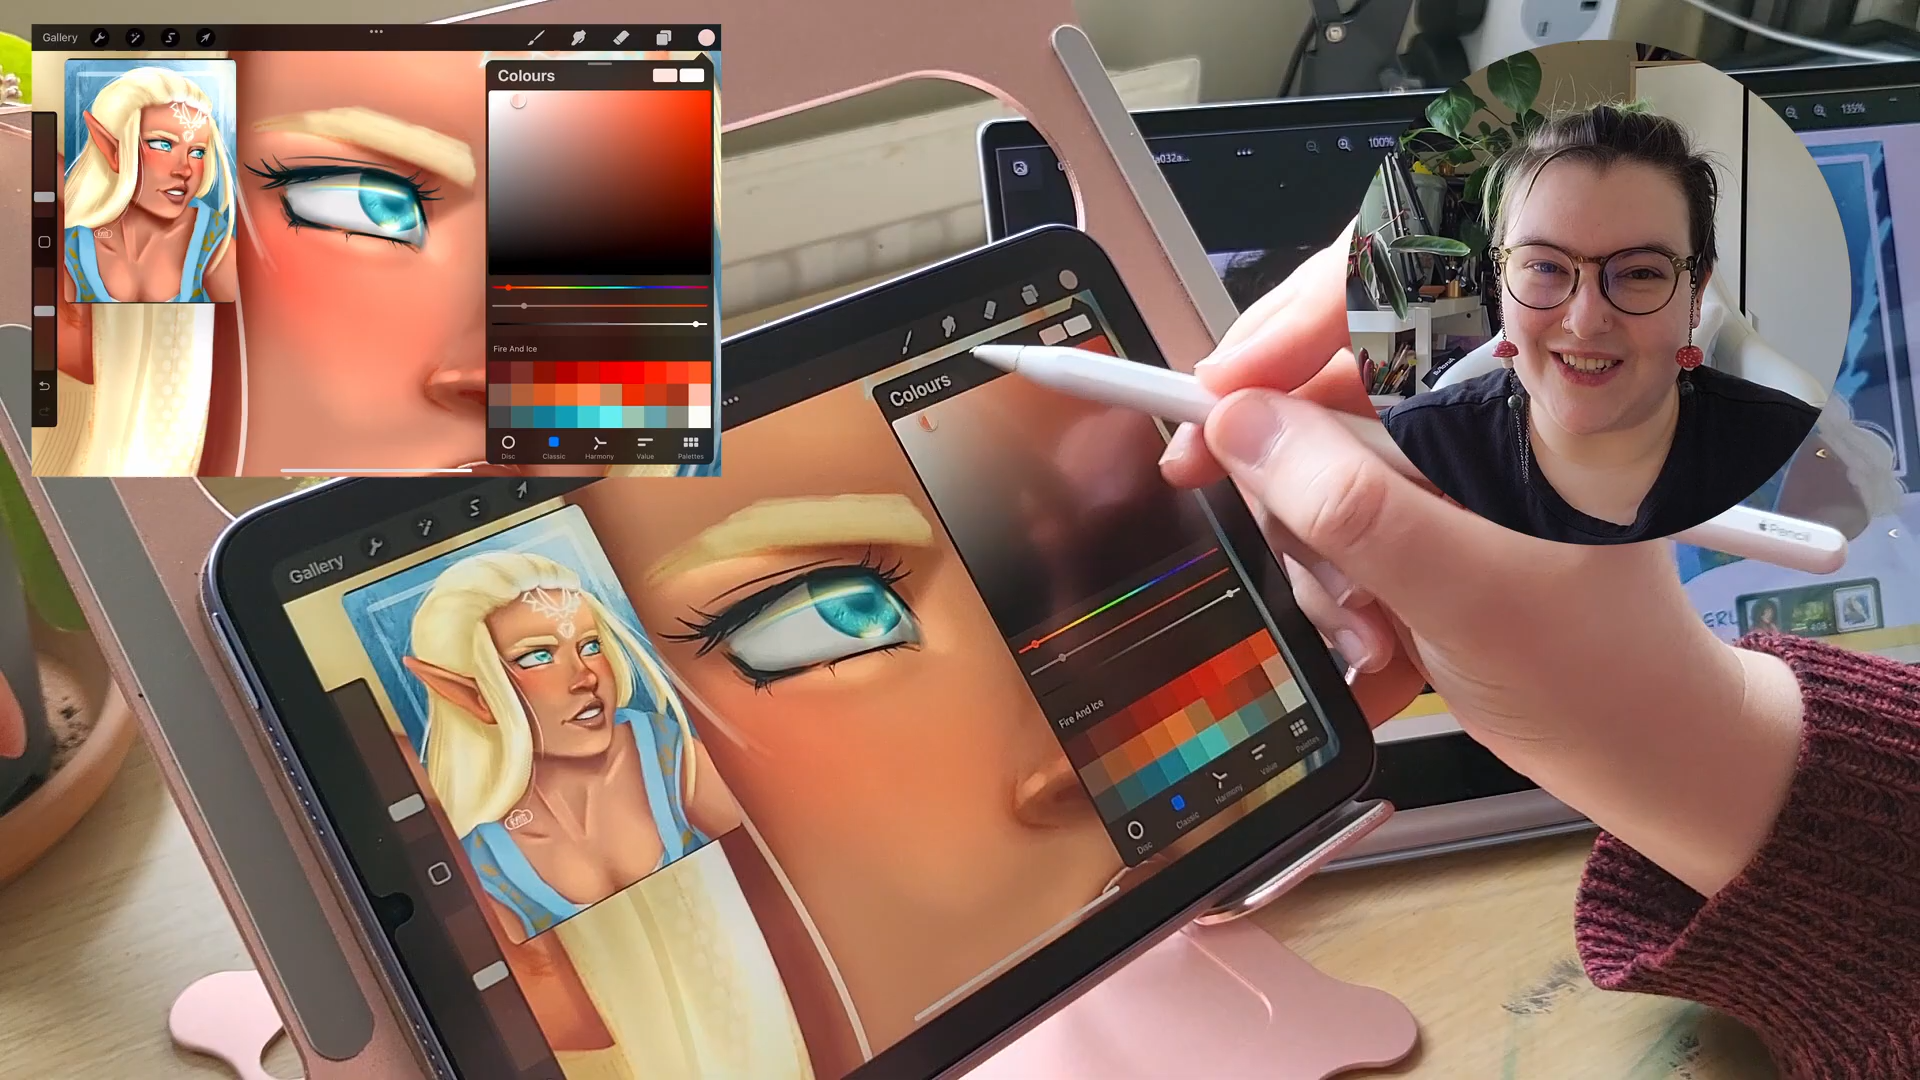 Gallery
Colours
Fire And Ice
Disc
Classic
Harmony
Value
Palettes
100%
135%
Gallery
Colours
Fire And Ice
Disc
Classic
Harmony
Value
Palettes
Pencil